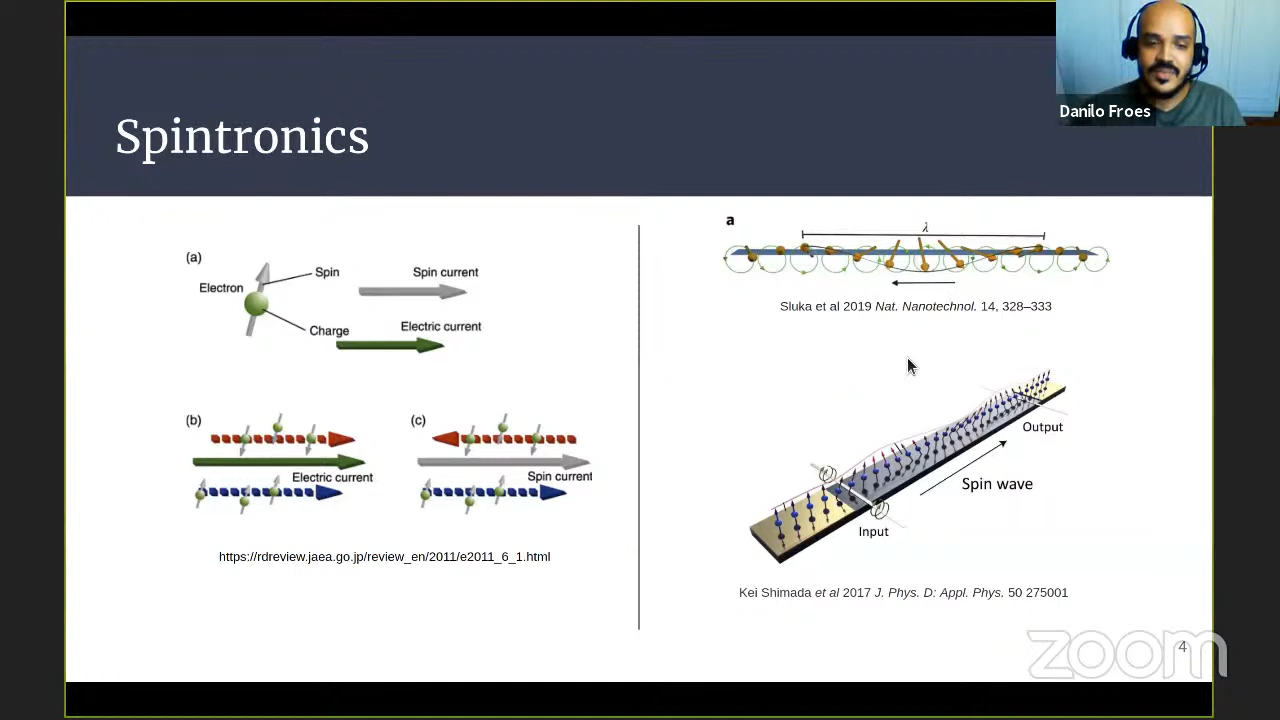 Danilo Froes
Spintronics
(a)
Electron
Spin
Charge
Spin current
Electric current
(b)
Electric current
(c)
Spin current
https://rdreview.jaea.go.jp/review_en/2011/e2011_6_1.html
a
λ
Sluka et al 2019 Nat. Nanotechnol. 14, 328–333
Output
Spin wave
Input
Kei Shimada et al 2017 J. Phys. D: Appl. Phys. 50 275001
4
zoom